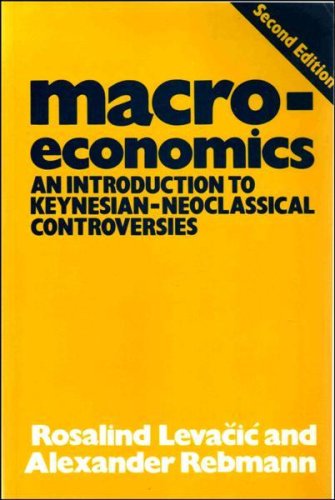 Second Edition
macro-
economics
AN INTRODUCTION TO
KEYNESIAN-NEOCLASSICAL
CONTROVERSIES
Rosalind Levačić and
Alexander Rebmann